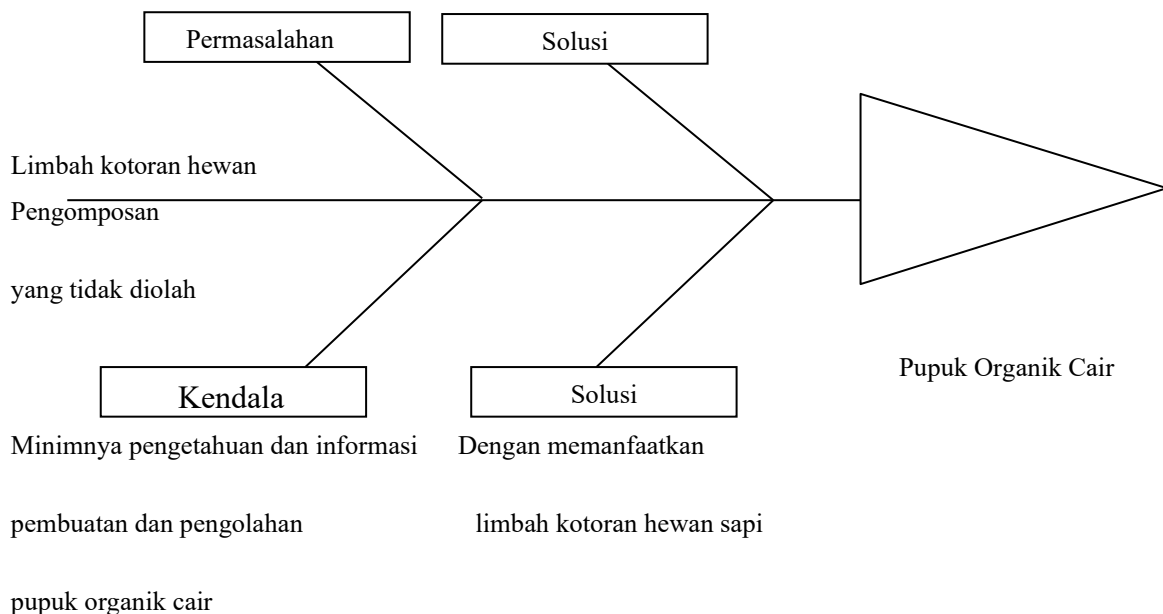 Permasalahan
Solusi
Limbah kotoran hewan
Pengomposan
yang tidak diolah
Pupuk Organik Cair
Kendala
Solusi
Minimnya pengetahuan dan informasi Dengan memanfaatkan
pembuatan dan pengolahan limbah kotoran hewan sapi
pupuk organik cair